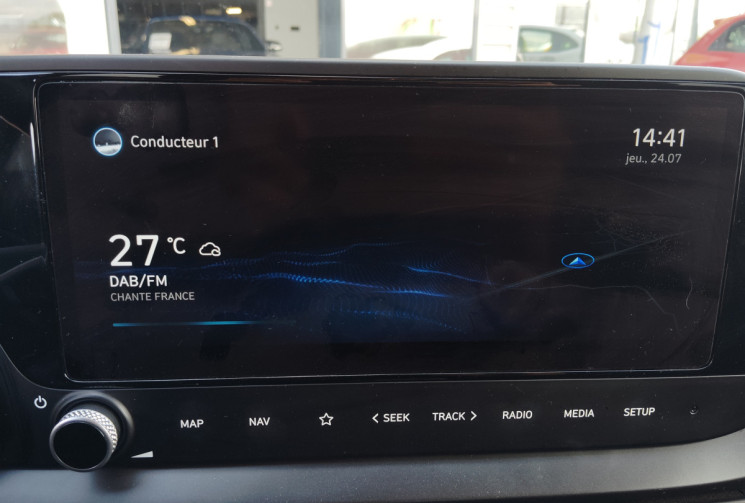 Conducteur 1
14:41
jeu., 24.07
27 °C
DAB/FM
CHANTE FRANCE
MAP
NAV
< SEEK
TRACK >
RADIO
MEDIA
SETUP